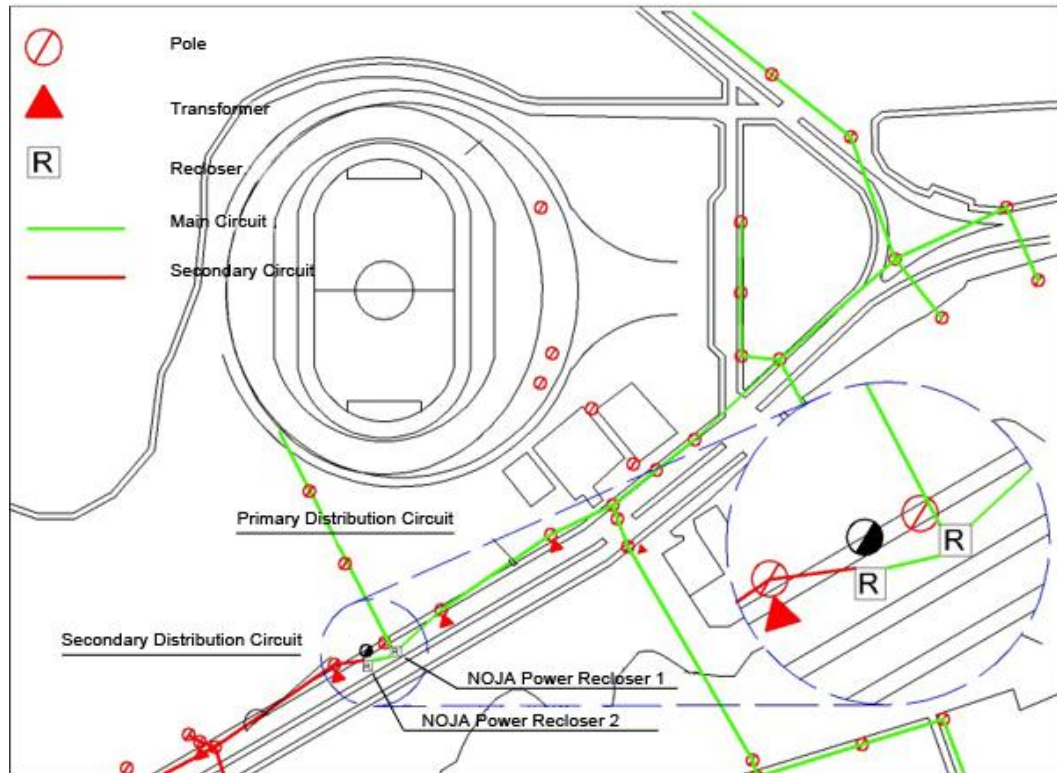 Pole
Transformer
R
Recloser
Main Circuit
Secondary Circuit
Primary Distribution Circuit
R
R
Secondary Distribution Circuit
R
R
NOJA Power Recloser 1
NOJA Power Recloser 2